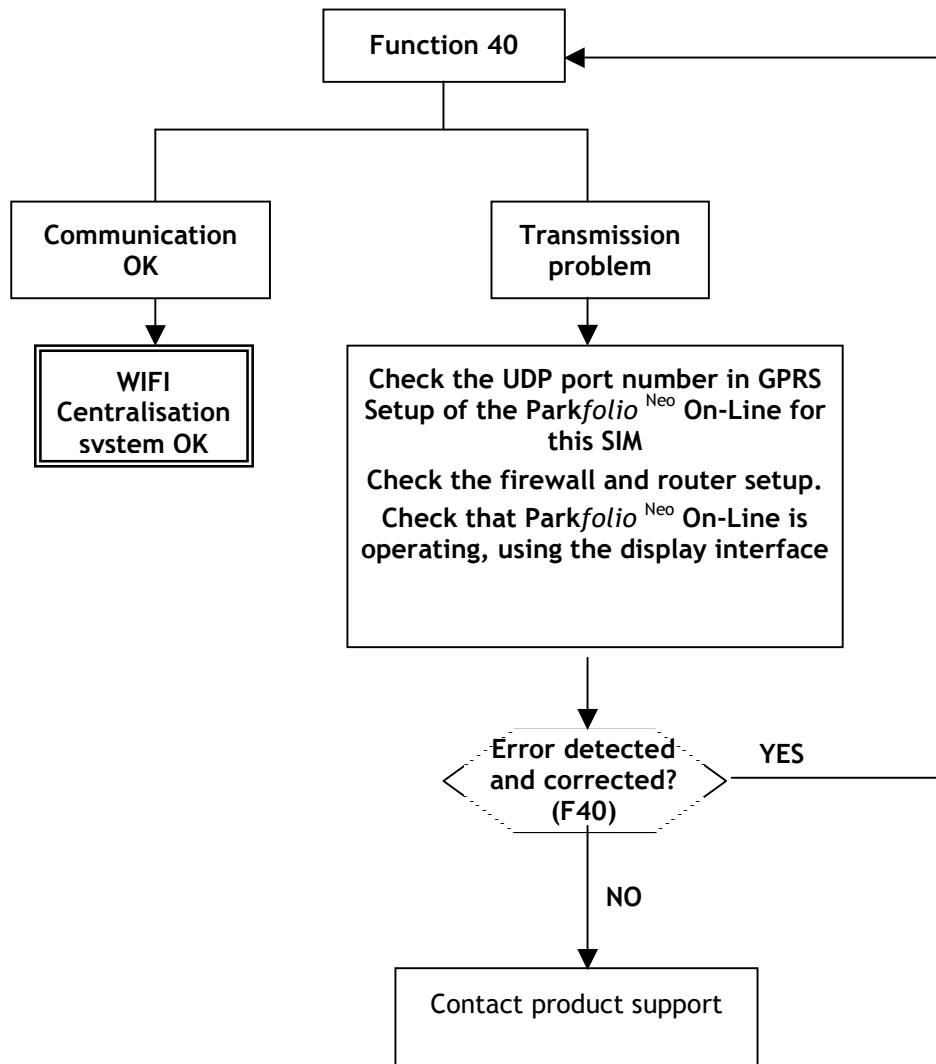 Function 40
Communication
OK
Transmission
problem
WIFI
Centralisation
system OK
Check the UDP port number in GPRS
Setup of the Parkfolio Neo On-Line for
this SIM
Check the firewall and router setup.
Check that Parkfolio Neo On-Line is
operating, using the display interface
Error detected
and corrected?
(F40)
YES
NO
Contact product support